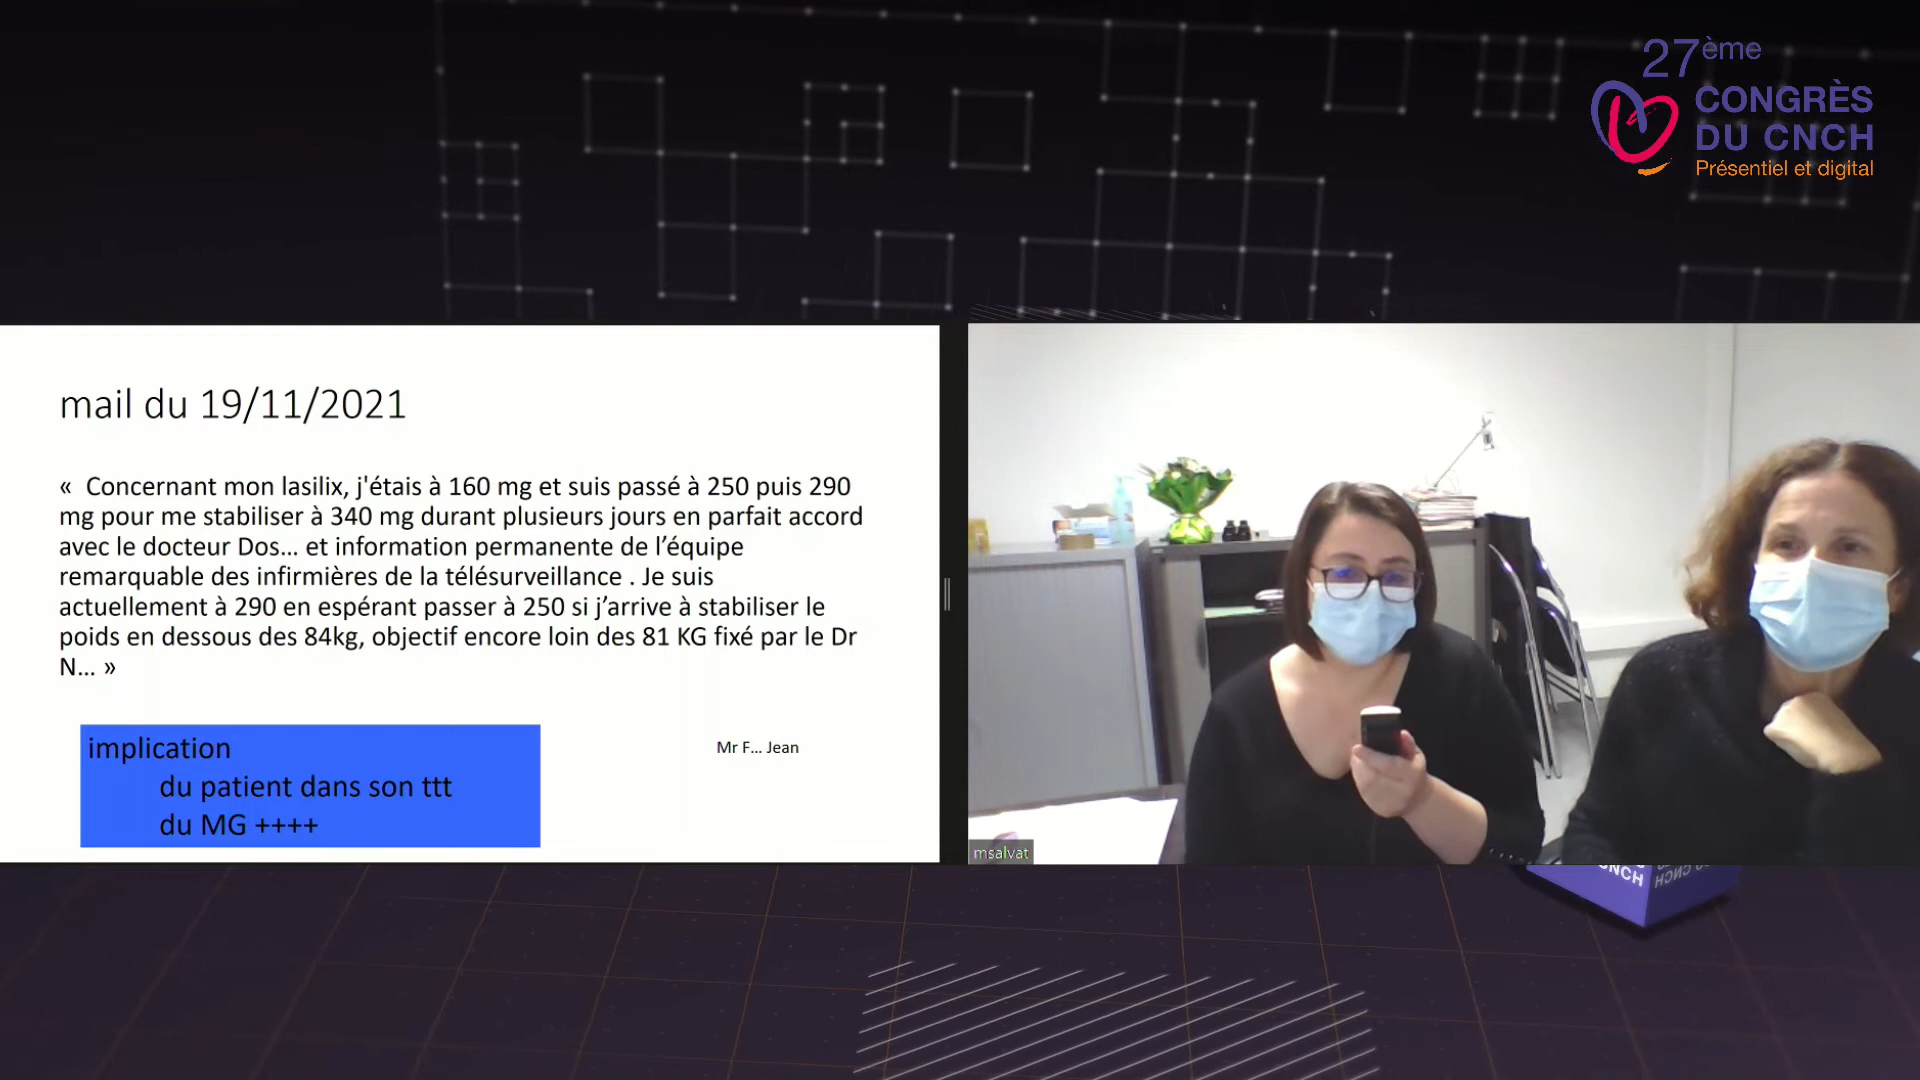 27ème
CONGRÈS
DU CNCH
Présentiel et digital
mail du 19/11/2021
«  Concernant mon lasilix, j'étais à 160 mg et suis passé à 250 puis 290
mg pour me stabiliser à 340 mg durant plusieurs jours en parfait accord
avec le docteur Dos... et information permanente de l’équipe
remarquable des infirmières de la télésurveillance . Je suis
actuellement à 290 en espérant passer à 250 si j’arrive à stabiliser le
poids en dessous des 84kg, objectif encore loin des 81 KG fixé par le Dr
N... »
implication
du patient dans son ttt
du MG ++++
Mr F... Jean
msalvat
CNCH